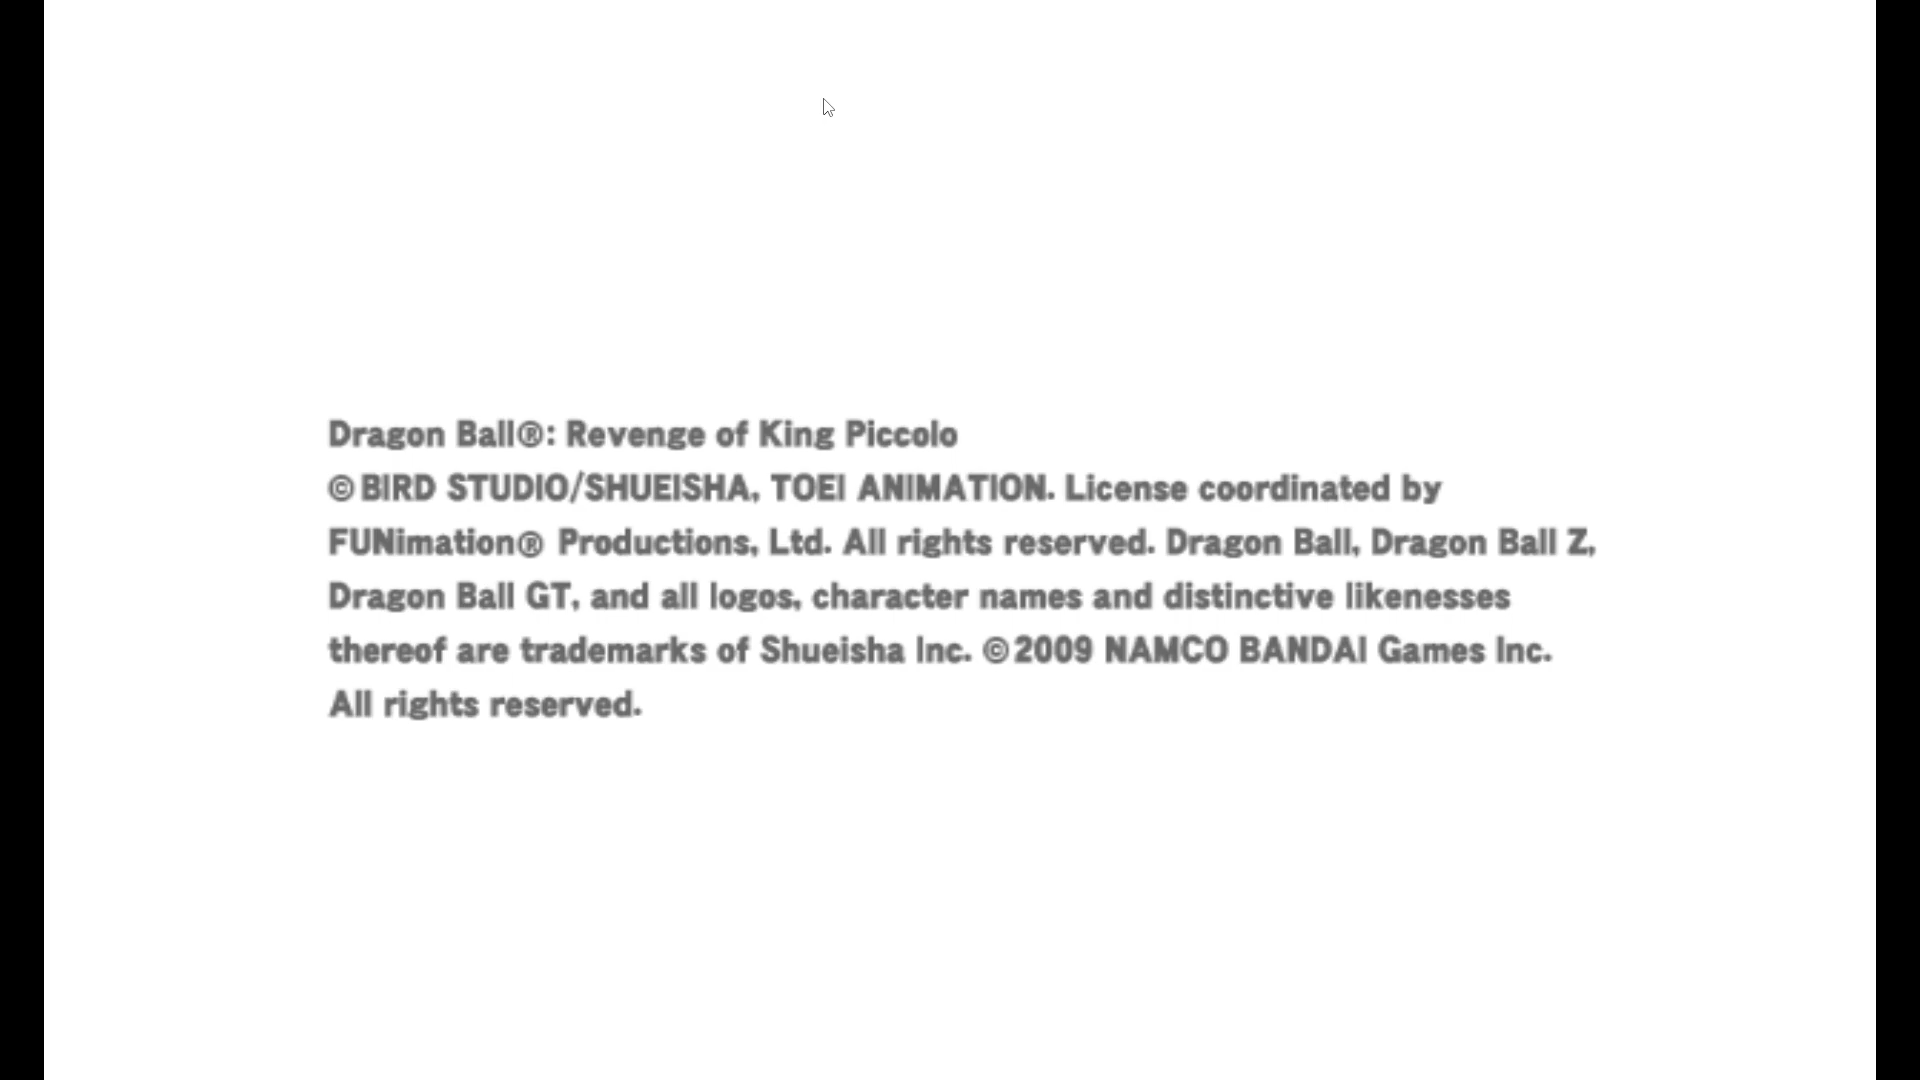 Dragon Ball®: Revenge of King Piccolo
© BIRD STUDIO/SHUEISHA, TOEI ANIMATION. License coordinated by
FUNimation® Productions, Ltd. All rights reserved. Dragon Ball, Dragon Ball Z,
Dragon Ball GT, and all logos, character names and distinctive likenesses
thereof are trademarks of Shueisha Inc. © 2009 NAMCO BANDAI Games Inc.
All rights reserved.